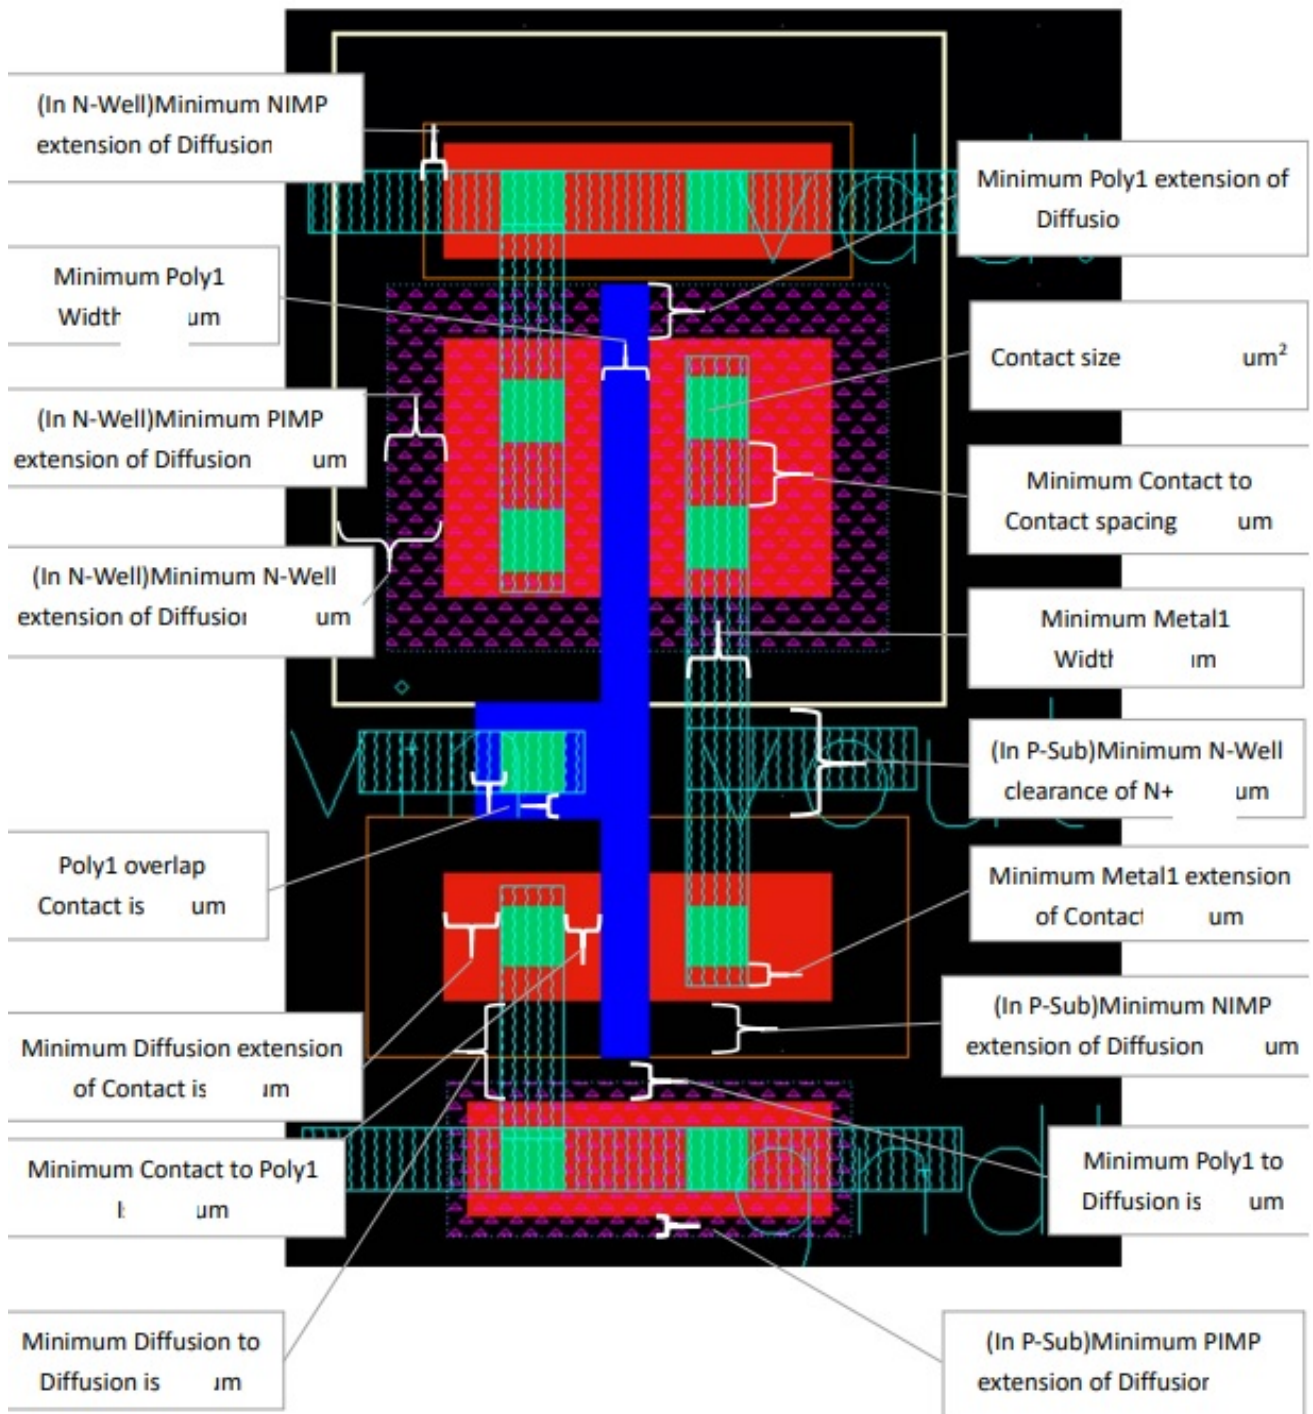 (In N-Well)Minimum NIMP
extension of Diffusion
Minimum Poly1 extension of
Diffusio
Minimum Poly1
Width um
Contact size um²
(In N-Well)Minimum PIMP
extension of Diffusion um
Minimum Contact to
Contact spacing um
(In N-Well)Minimum N-Well
extension of Diffusion um
Minimum Metal1
Width m
(In P-Sub)Minimum N-Well
clearance of N+ um
Poly1 overlap
Contact is um
Minimum Metal1 extension
of Contact um
(In P-Sub)Minimum NIMP
extension of Diffusion um
Minimum Diffusion extension
of Contact is um
Minimum Contact to Poly1
um
Minimum Poly1 to
Diffusion is um
Minimum Diffusion to
Diffusion is um
(In P-Sub)Minimum PIMP
extension of Diffusion